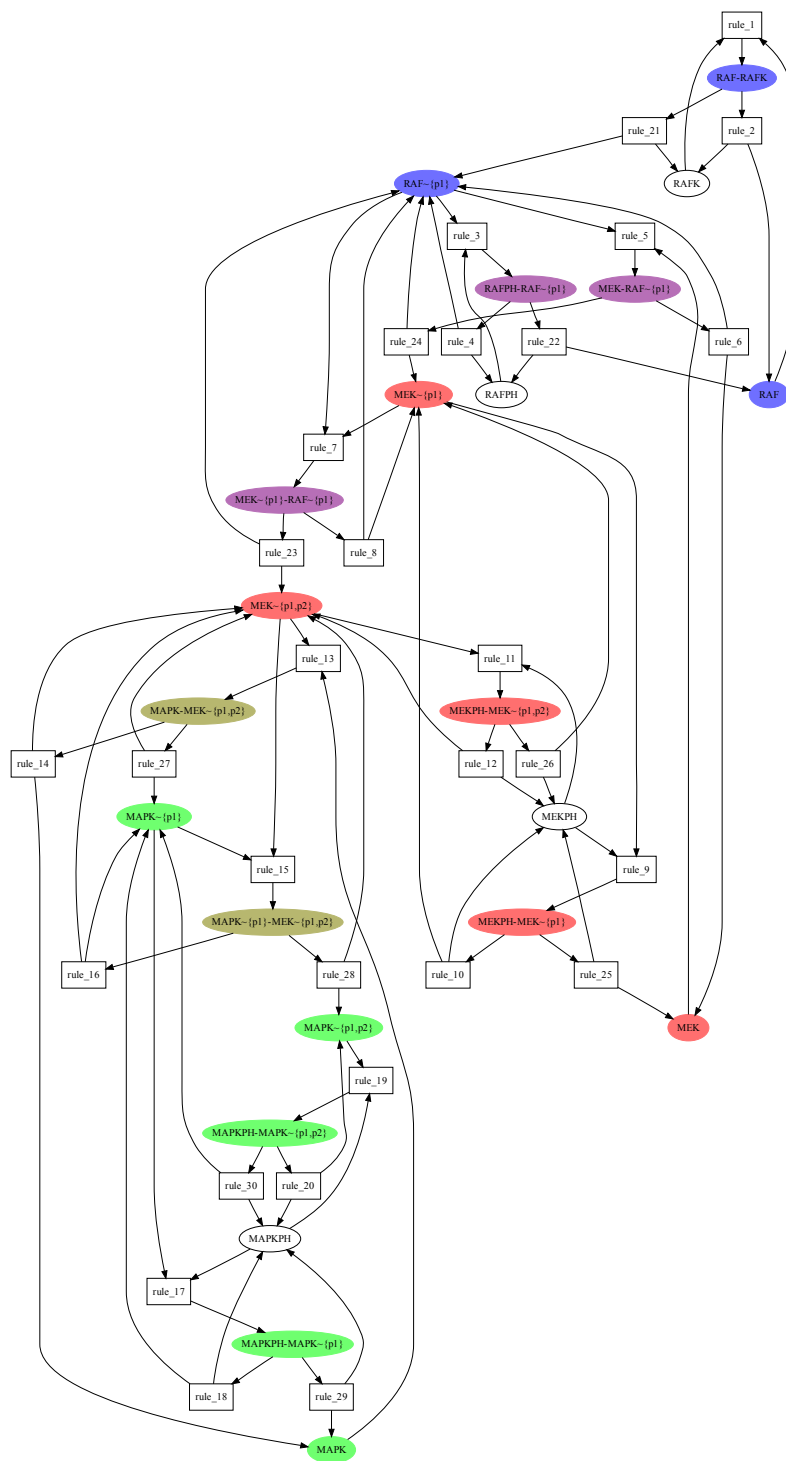 rule_1
RAF-RAFK
rule_21
rule_2
RAF~{p1}
RAFK
rule_3
rule_5
RAFPH-RAF~{p1}
MEK-RAF~{p1}
rule_24
rule_4
rule_22
rule_6
MEK~{p1}
RAFPH
RAF
rule_7
MEK~{p1}-RAF~{p1}
rule_23
rule_8
MEK~{p1,p2}
rule_13
rule_11
MAPK-MEK~{p1,p2}
MEKPH-MEK~{p1,p2}
rule_14
rule_27
rule_12
rule_26
MAPK~{p1}
MEKPH
rule_15
rule_9
MAPK~{p1}-MEK~{p1,p2}
MEKPH-MEK~{p1}
rule_16
rule_28
rule_10
rule_25
MAPK~{p1,p2}
MEK
rule_19
MAPKPH-MAPK~{p1,p2}
rule_30
rule_20
MAPKPH
rule_17
MAPKPH-MAPK~{p1}
rule_18
rule_29
MAPK